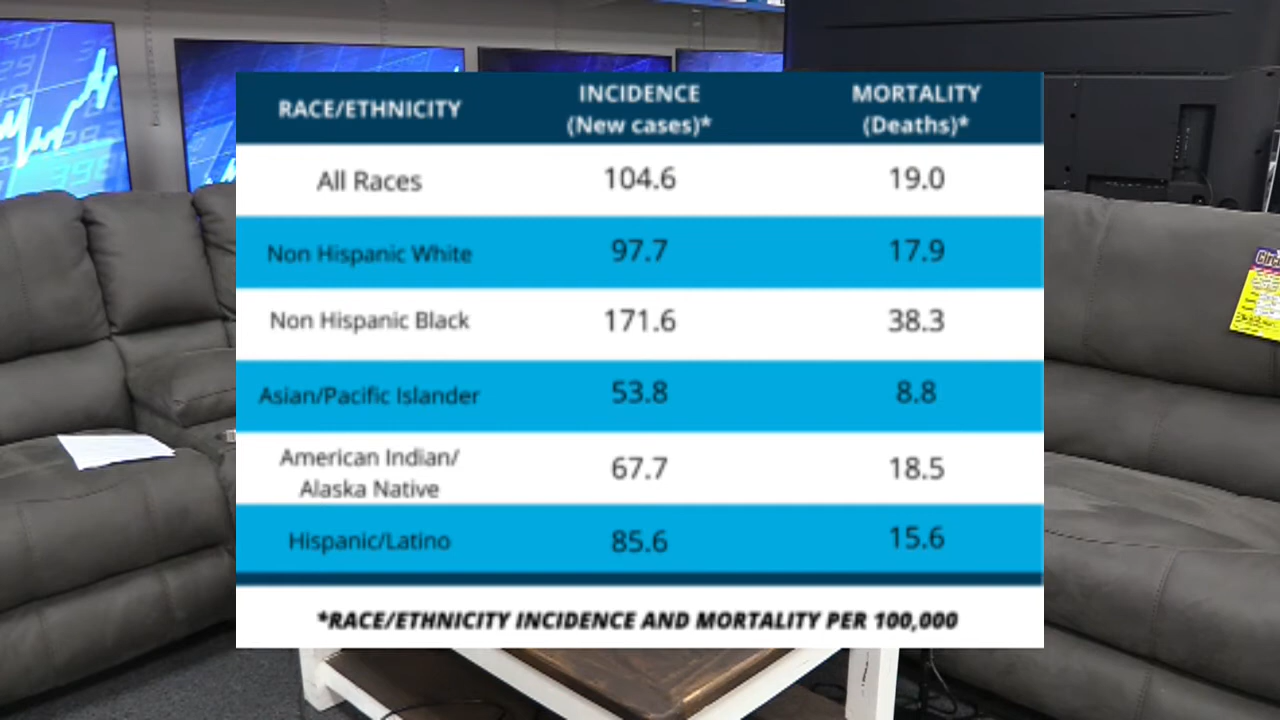 RACE/ETHNICITY
INCIDENCE
(New cases)*
MORTALITY
(Deaths)*
All Races 104.6 19.0
Non Hispanic White 97.7 17.9
Non Hispanic Black 171.6 38.3
Asian/Pacific Islander 53.8 8.8
American Indian/
Alaska Native 67.7 18.5
Hispanic/Latino 85.6 15.6
*RACE/ETHNICITY INCIDENCE AND MORTALITY PER 100,000